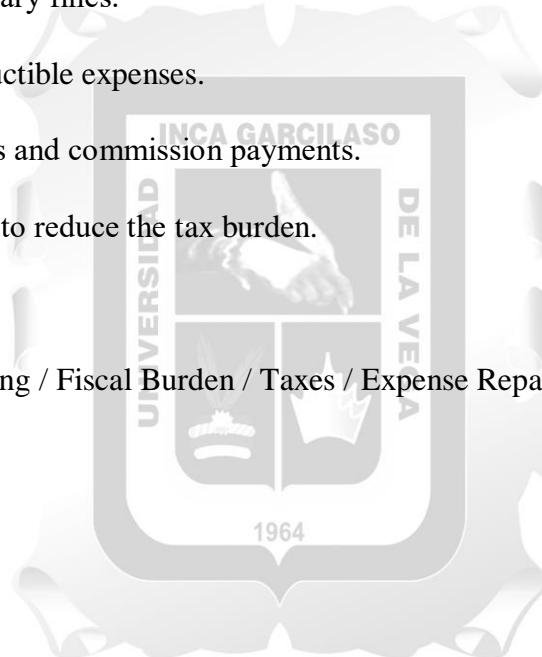 ary fines.
uctible expenses.
INCA GARCILASO
s and commission payments.
UNIVERSIDAD
DE LA VEGA
to reduce the tax burden.
ng / Fiscal Burden / Taxes / Expense Repa
1964